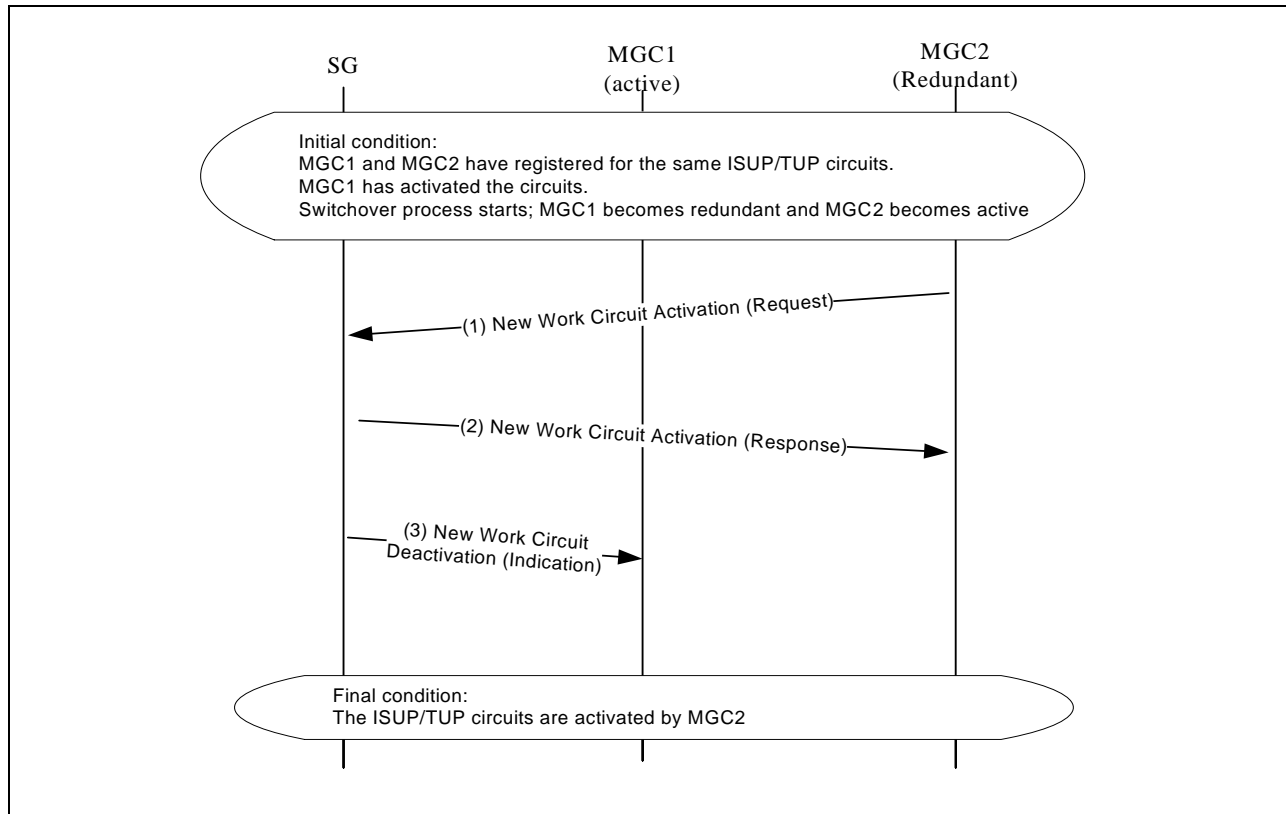 SG
MGC1
(active)
MGC2
(Redundant)
Initial condition:
MGC1 and MGC2 have registered for the same ISUP/TUP circuits.
MGC1 has activated the circuits.
Switchover process starts; MGC1 becomes redundant and MGC2 becomes active
(1) New Work Circuit Activation (Request)
(2) New Work Circuit Activation (Response)
(3) New Work Circuit
Deactivation (Indication)
Final condition:
The ISUP/TUP circuits are activated by MGC2